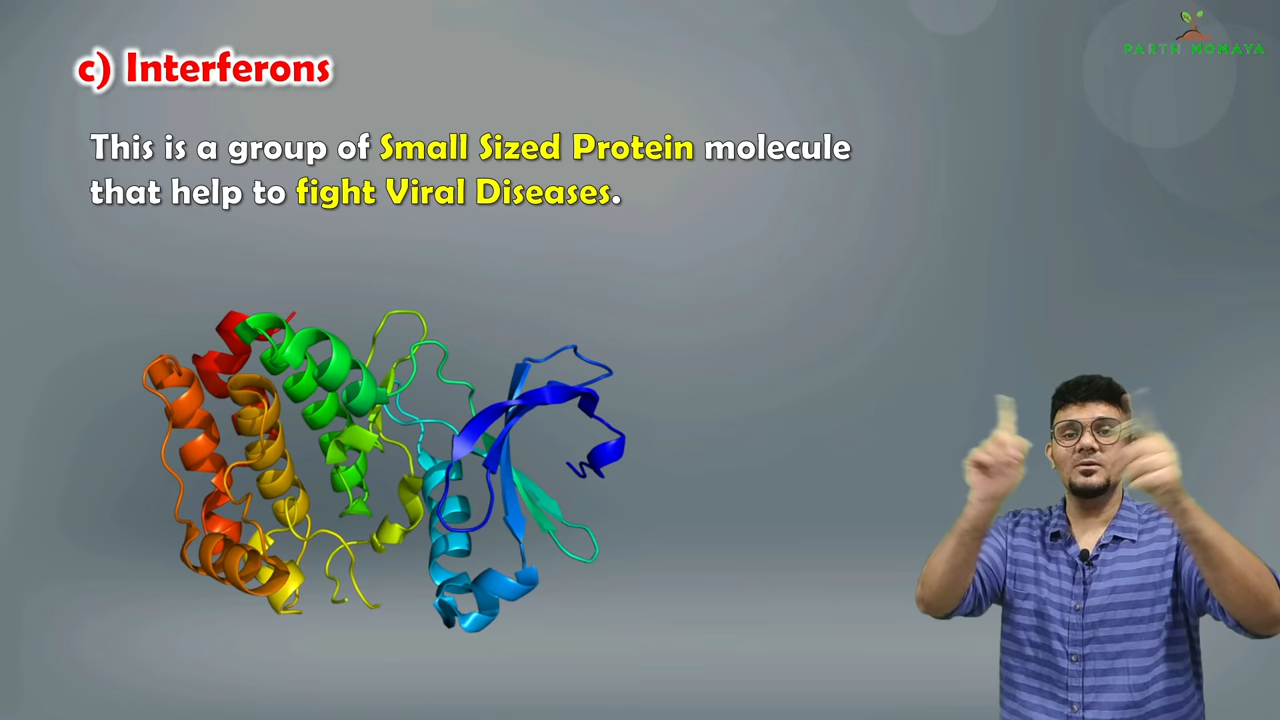 c) Interferons
PARTH MOMAYA
This is a group of Small Sized Protein molecule
that help to fight Viral Diseases.